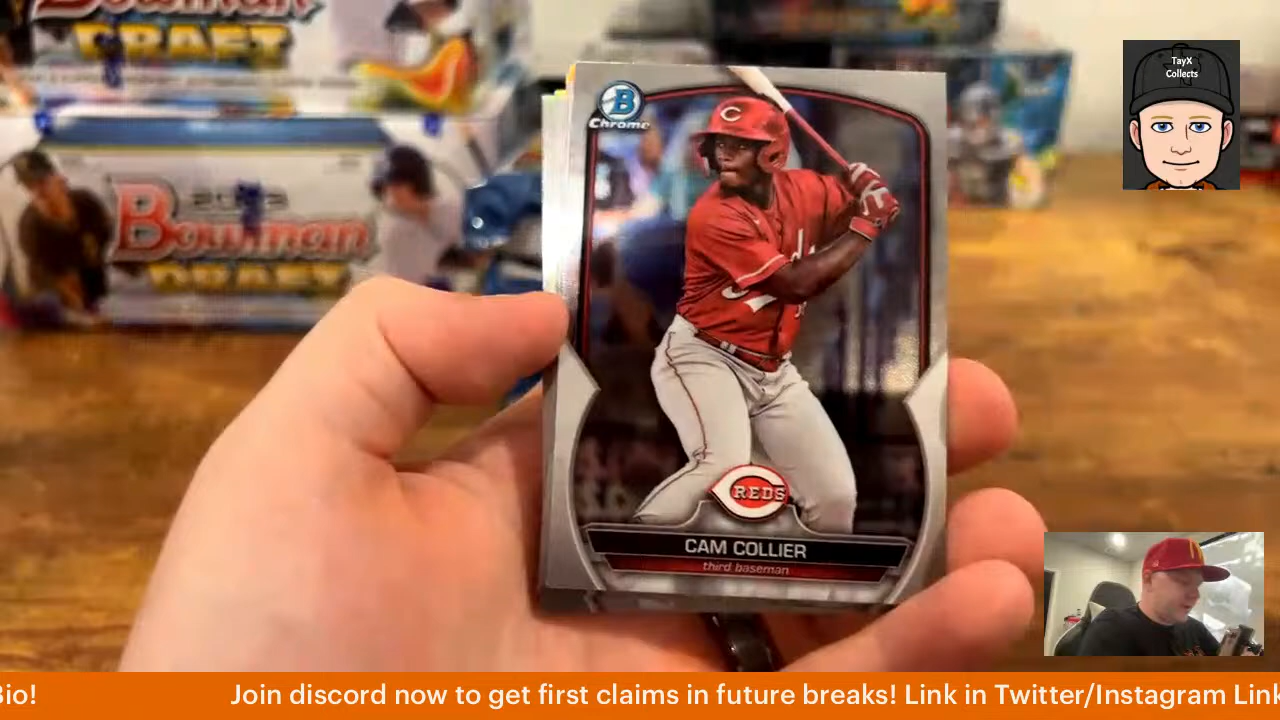 Bowman
DRAFT
Bowman
DRAFT
TayX
Collects
B
Chrome
C
REDS
CAM COLLIER
third baseman
Bio!
Join discord now to get first claims in future breaks! Link in Twitter/Instagram Link